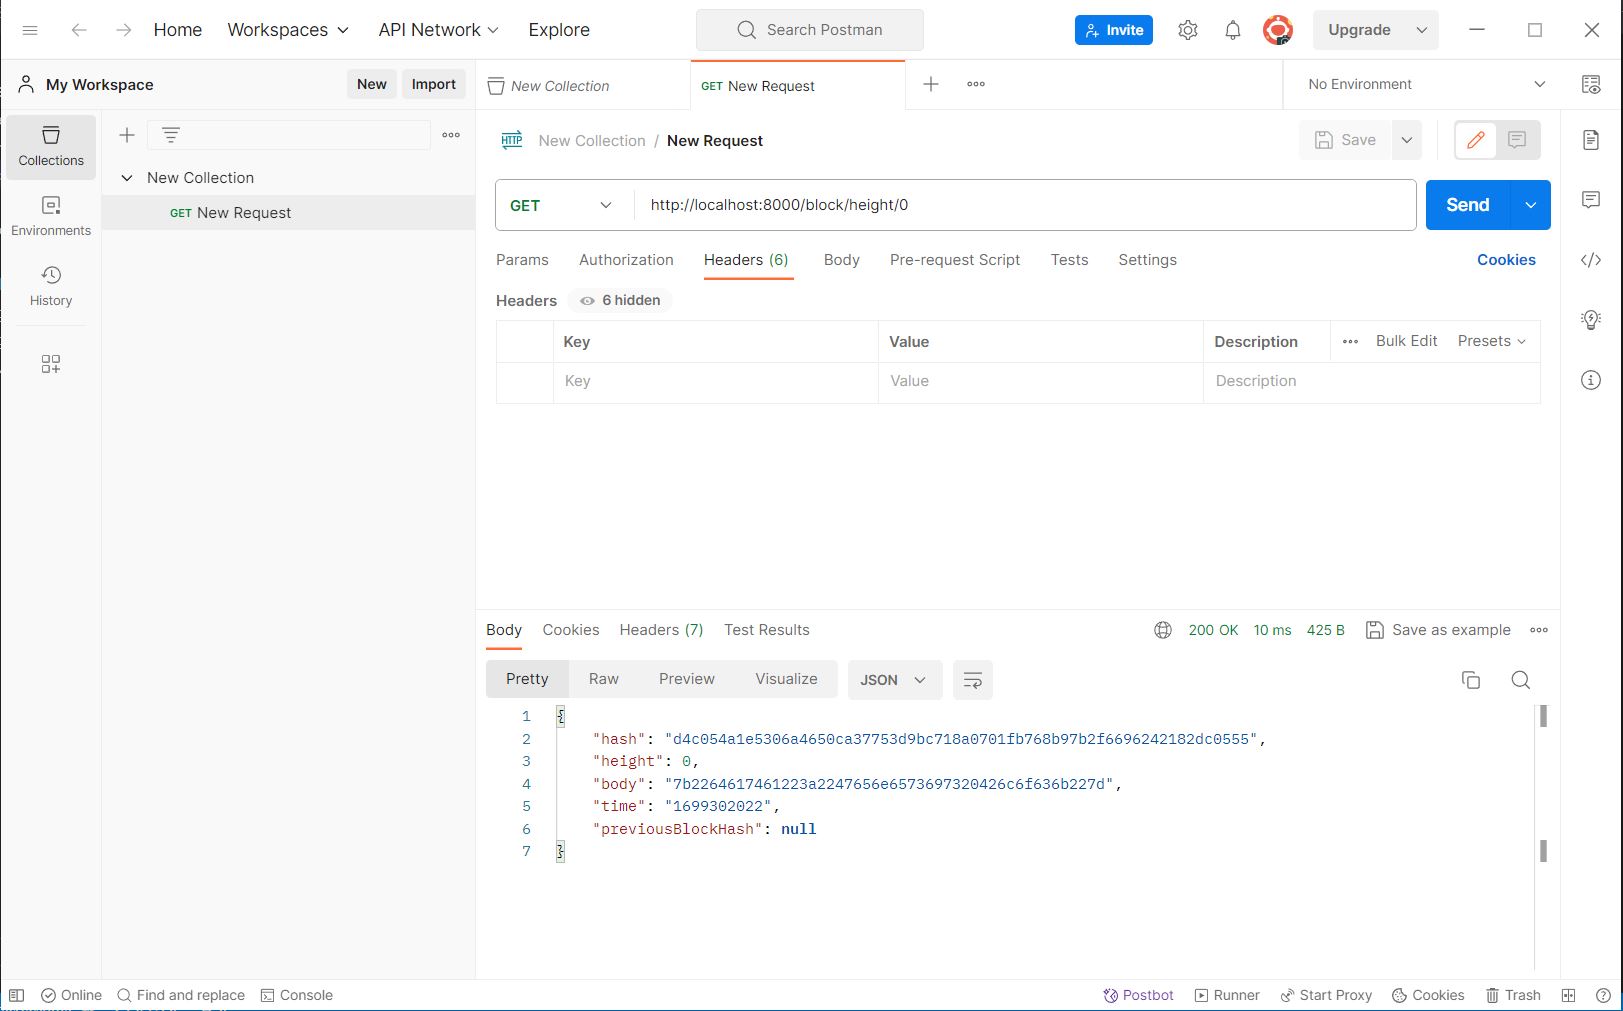 Home Workspaces API Network Explore Search Postman Invite Upgrade
My Workspace New Import New Collection GET New Request No Environment
Collections
New Collection
GET New Request
Environments
History
HTTP New Collection / New Request Save
GET http://localhost:8000/block/height/0 Send
Params Authorization Headers (6) Body Pre-request Script Tests Settings Cookies
Headers 6 hidden
Key Value Description Bulk Edit Presets
Key Value Description
Body Cookies Headers (7) Test Results 200 OK 10 ms 425 B Save as example
Pretty Raw Preview Visualize JSON
1 {
2 "hash": "d4c054a1e5306a4650ca37753d9bc718a0701fb768b97b2f6696242182dc0555",
3 "height": 0,
4 "body": "7b2264617461223a2247656e6573697320426c6f636b227d",
5 "time": "1699302022",
6 "previousBlockHash": null
7 }
Online Find and replace Console Postbot Runner Start Proxy Cookies Trash